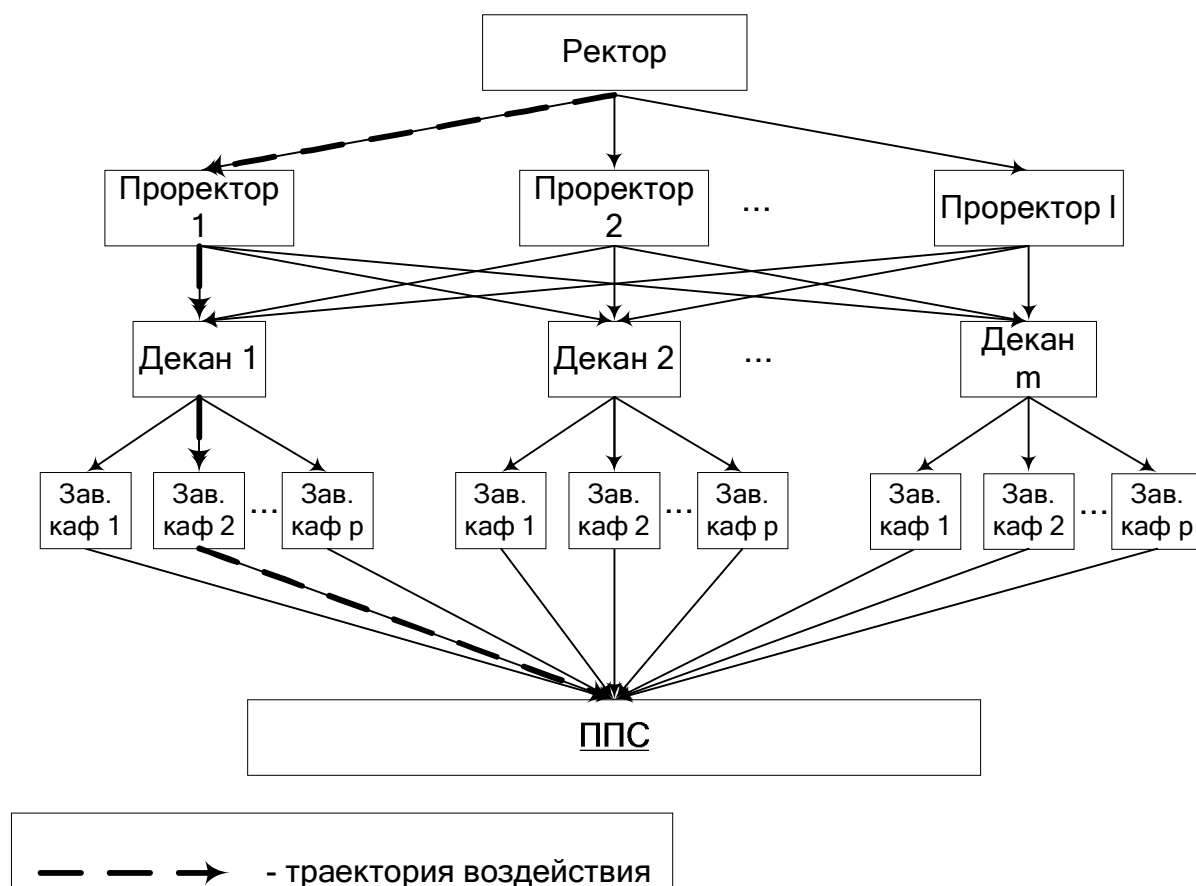 Ректор
Проректор
1
Проректор
2
...
Проректор l
Декан 1
Декан 2
...
Декан
m
Зав.
каф 1
Зав.
каф 2
...
Зав.
каф p
Зав.
каф 1
Зав.
каф 2
...
Зав.
каф p
Зав.
каф 1
Зав.
каф 2
...
Зав.
каф p
ППС
- траектория воздействия